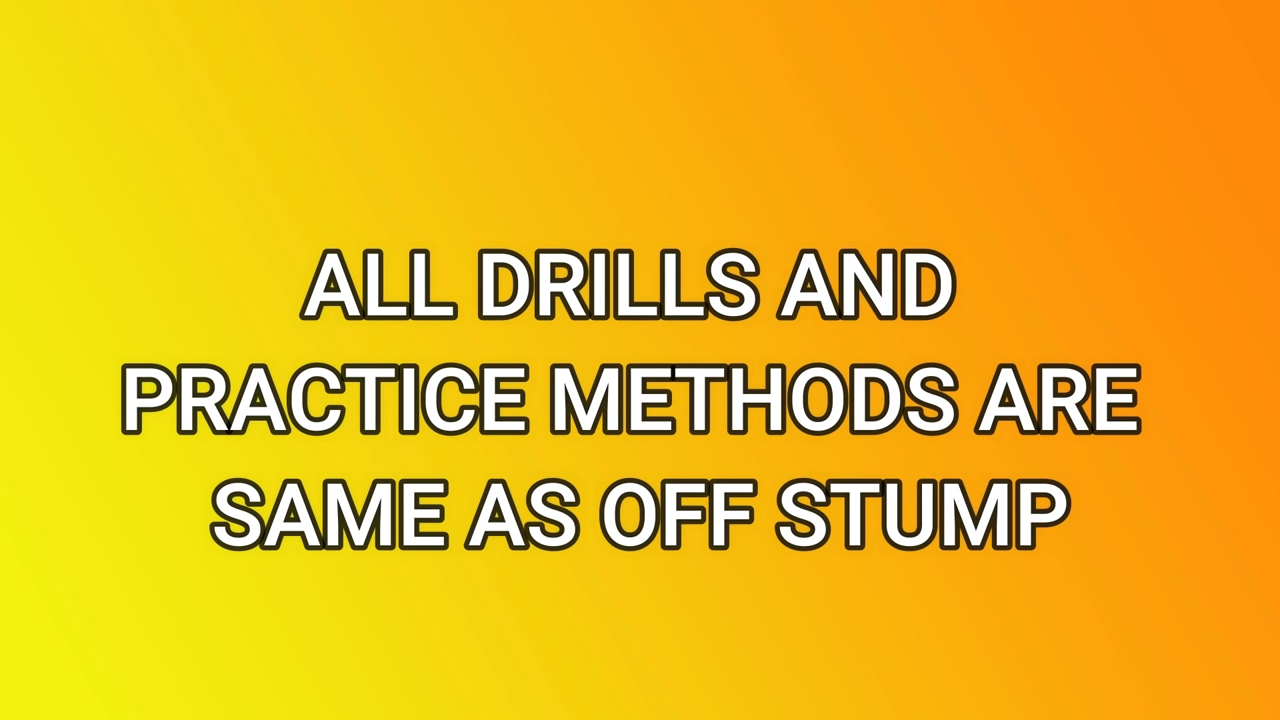 ALL DRILLS AND
PRACTICE METHODS ARE
SAME AS OFF STUMP